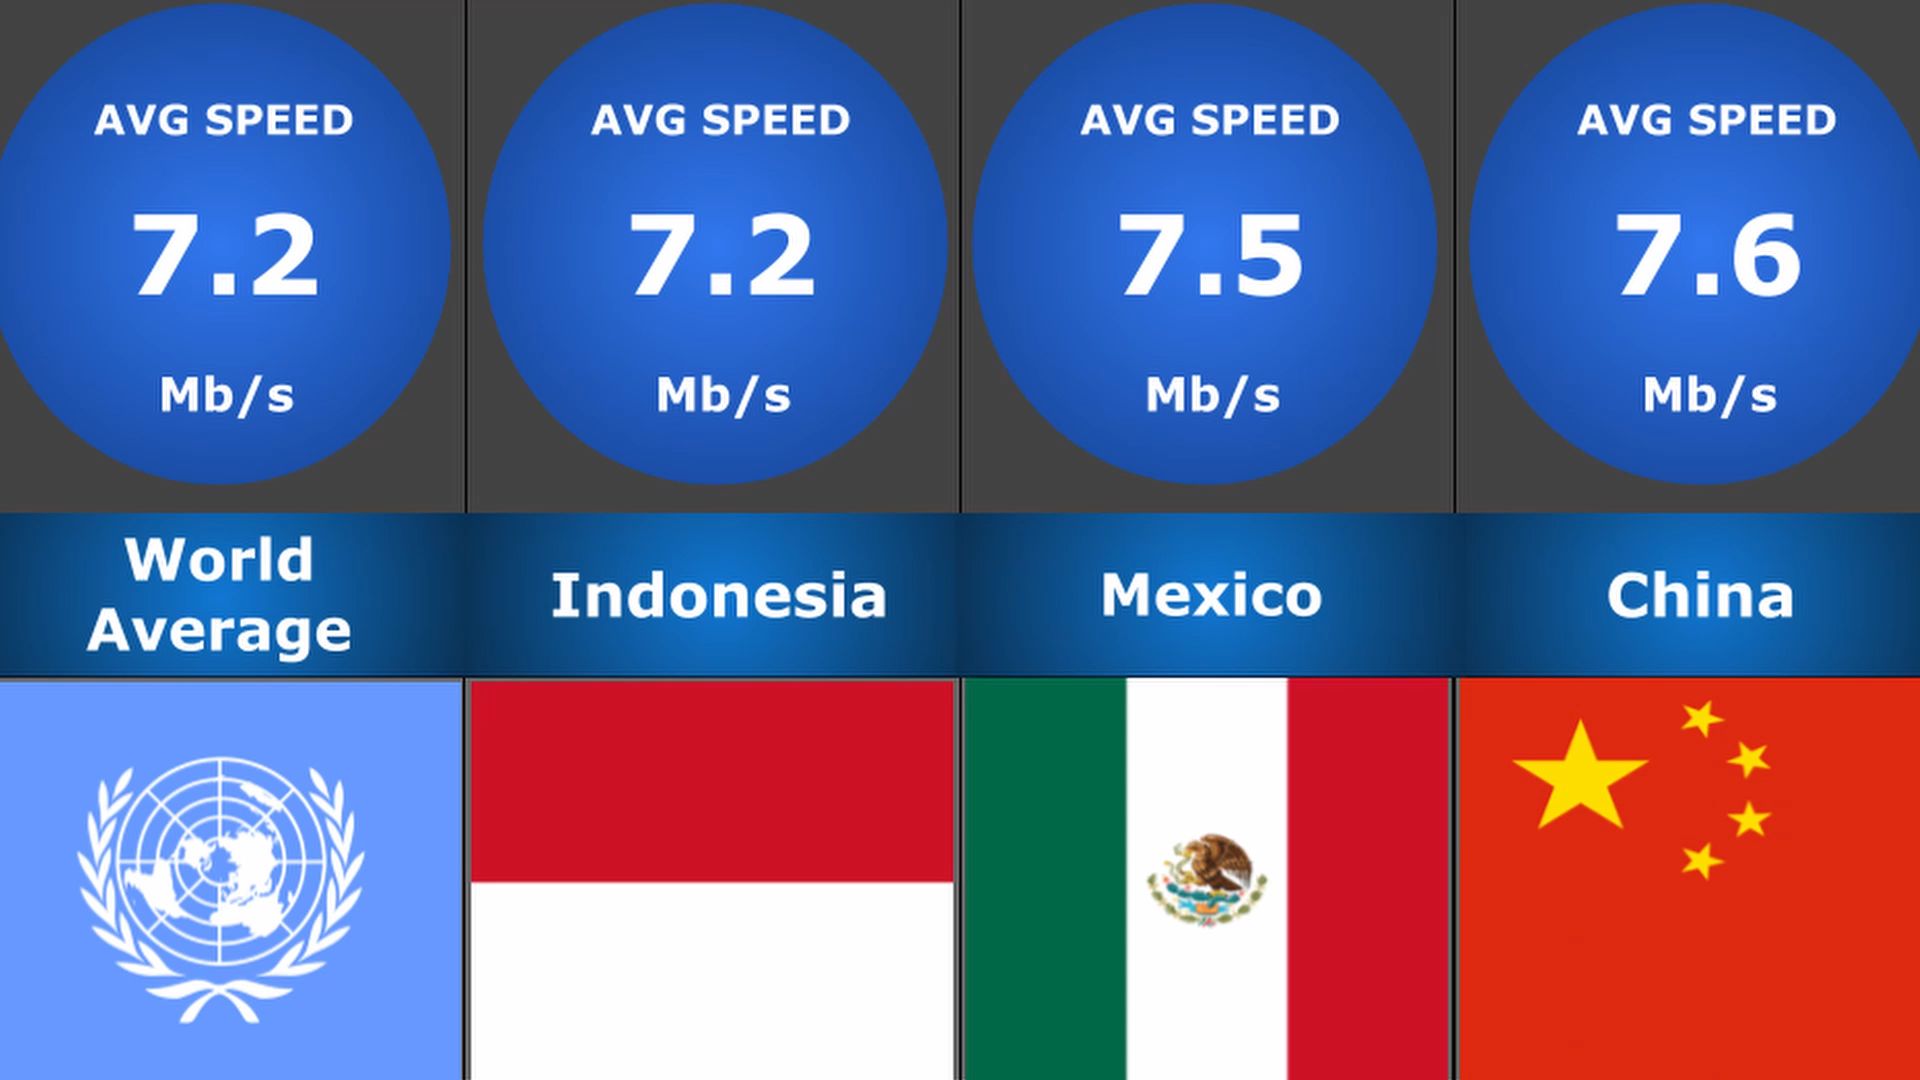 AVG SPEED
7.2
Mb/s
World
Average
AVG SPEED
7.2
Mb/s
Indonesia
AVG SPEED
7.5
Mb/s
Mexico
AVG SPEED
7.6
Mb/s
China